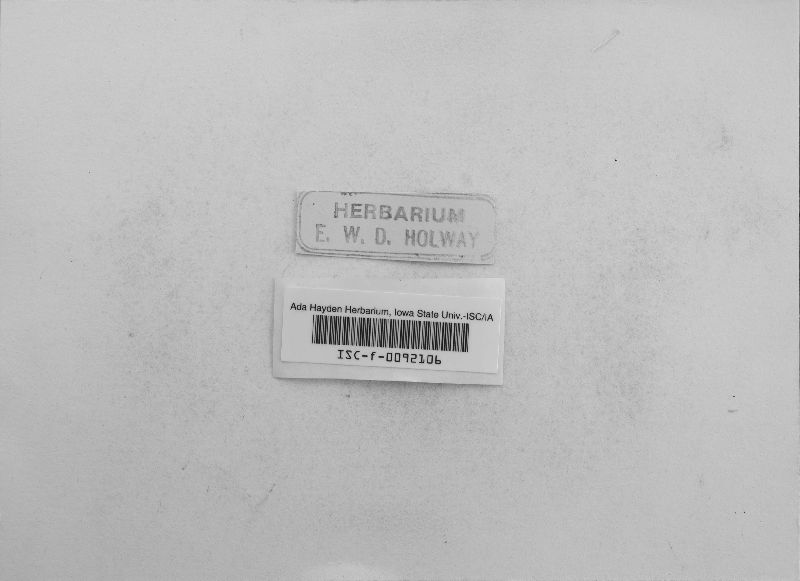 HERBARIUM
E. W. D. HOLWAY
Ada Hayden Herbarium, Iowa State Univ.-ISC/IA
ISC-f-0092106